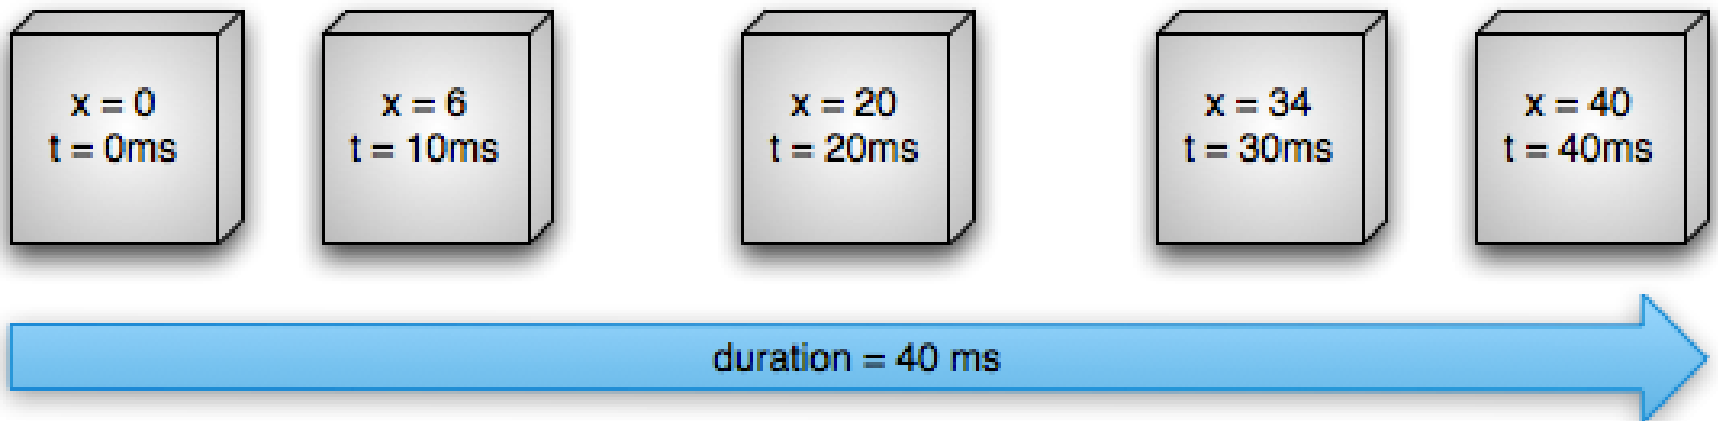 x = 0
t = 0ms
x = 6
t = 10ms
x = 20
t = 20ms
x = 34
t = 30ms
x = 40
t = 40ms
duration = 40 ms